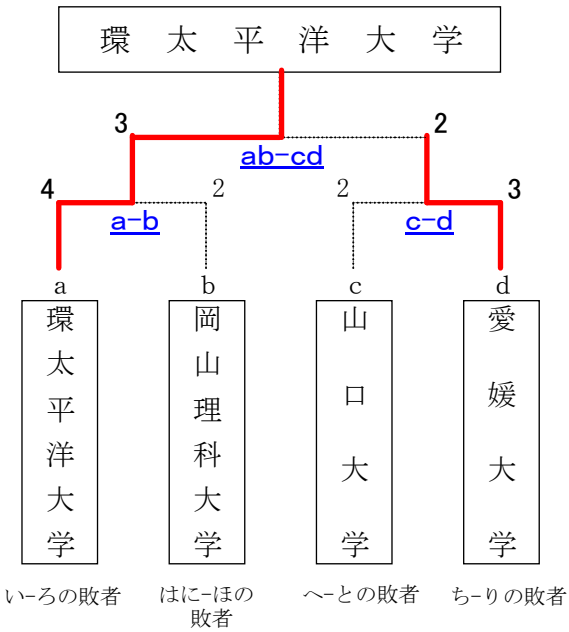 環太平洋大学
3 2
ab-cd
4 2 2 3
a-b c-d
a b c d
環太平洋大学
岡山理科大学
山口大学
愛媛大学
い-ろの敗者
はに-ほの
敗者
へ-との敗者
ち-りの敗者